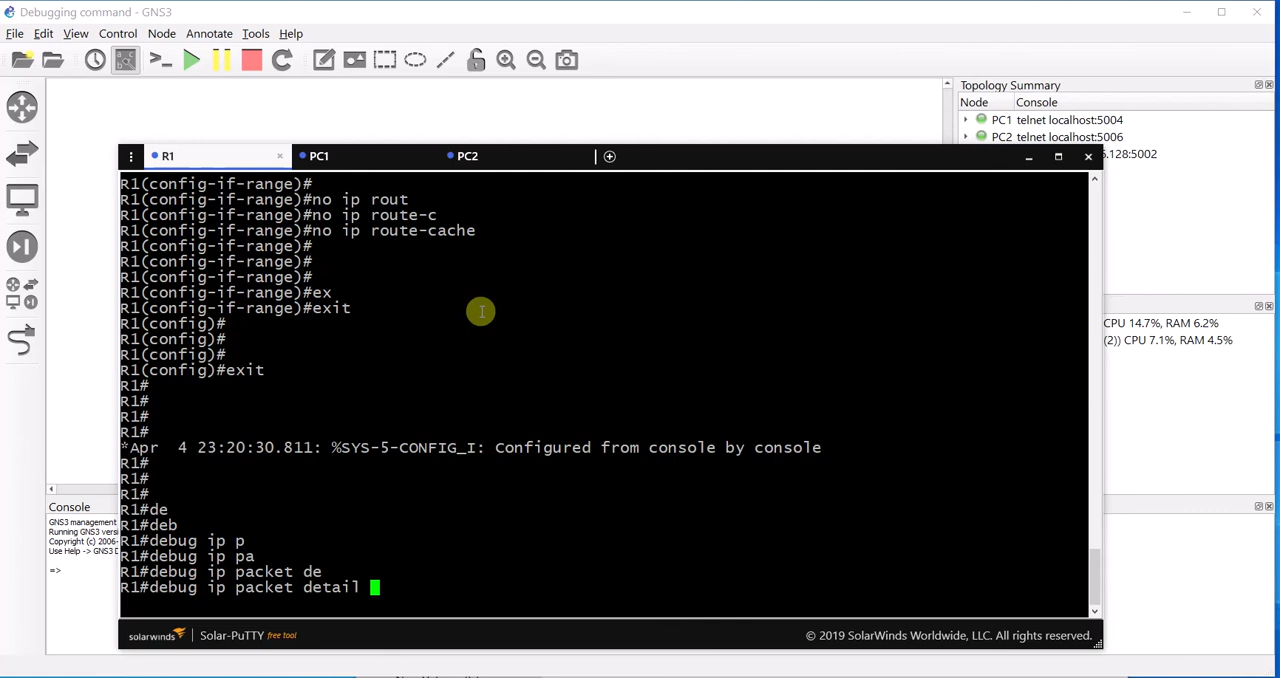 Debugging command - GNS3
File Edit View Control Node Annotate Tools Help
Topology Summary
Node Console
PC1 telnet localhost:5004
PC2 telnet localhost:5006
.128:5002
R1 PC1 PC2
R1(config-if-range)#
R1(config-if-range)#no ip rout
R1(config-if-range)#no ip route-c
R1(config-if-range)#no ip route-cache
R1(config-if-range)#
R1(config-if-range)#
R1(config-if-range)#
R1(config-if-range)#ex
R1(config-if-range)#exit
R1(config)#
R1(config)#
R1(config)#
R1(config)#exit
R1#
R1#
R1#
R1#
*Apr  4 23:20:30.811: %SYS-5-CONFIG_I: Configured from console by console
R1#
R1#
R1#
R1#de
R1#deb
R1#debug ip p
R1#debug ip pa
R1#debug ip packet de
R1#debug ip packet detail
CPU 14.7%, RAM 6.2%
(2)) CPU 7.1%, RAM 4.5%
Console
GNS3 management
Running GNS3 vers
Copyright (c) 2006-
Use Help -> GNS3 D
=>
solarwinds Solar-PuTTY free tool
© 2019 SolarWinds Worldwide, LLC. All rights reserved.